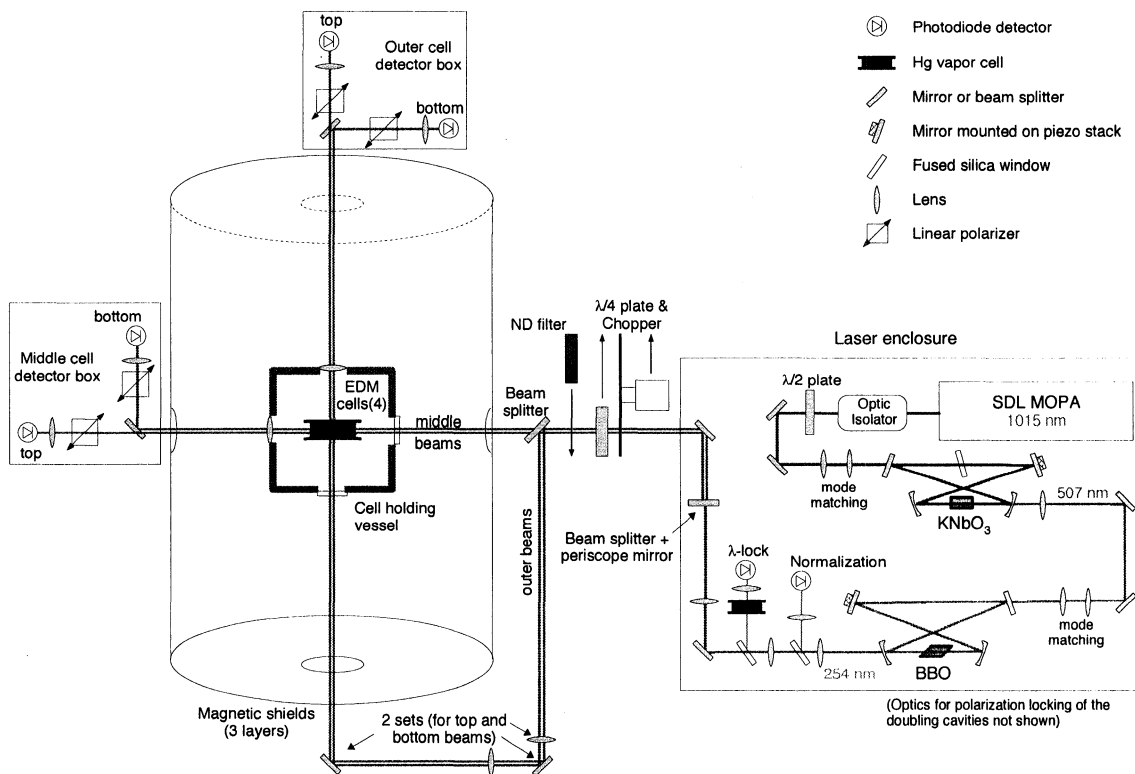 top
Outer cell
detector box
bottom
Photodiode detector
Hg vapor cell
Mirror or beam splitter
Mirror mounted on piezo stack
Fused silica window
Lens
Linear polarizer
bottom
Middle cell
detector box
top
EDM
cells(4)
middle
beams
Cell holding
vessel
Beam
splitter
ND filter
λ/4 plate &
Chopper
outer beams
Magnetic shields
(3 layers)
2 sets (for top and
bottom beams)
Laser enclosure
λ/2 plate
Optic
Isolator
SDL MOPA
1015 nm
mode
matching
KNbO3
507 nm
Beam splitter +
periscope mirror
λ-lock
Normalization
254 nm
BBO
mode
matching
(Optics for polarization locking of the
doubling cavities not shown)